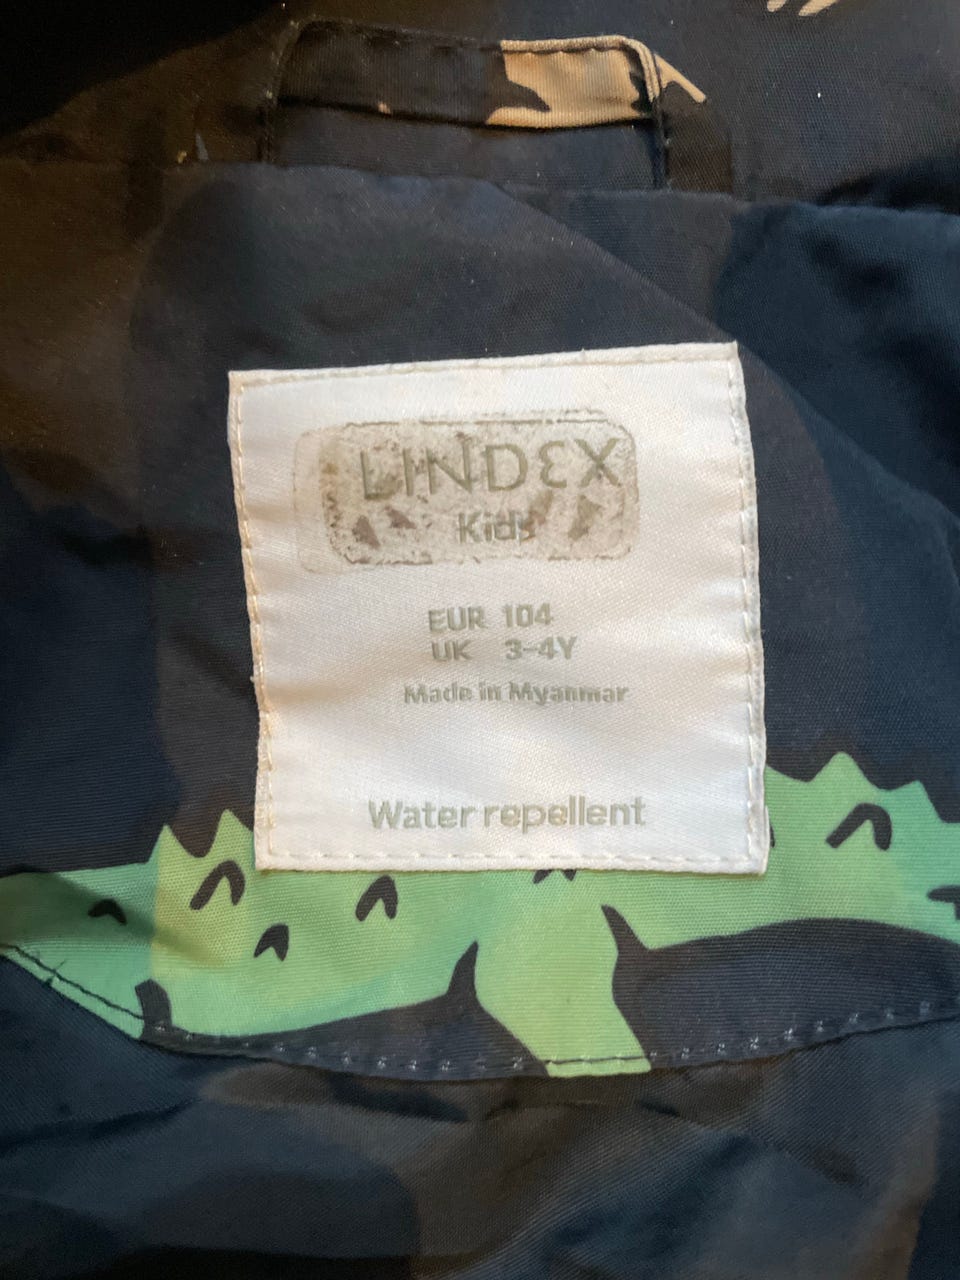 LINDEX
Kids
EUR 104
UK 3-4Y
Made in Myanmar
Water repellent